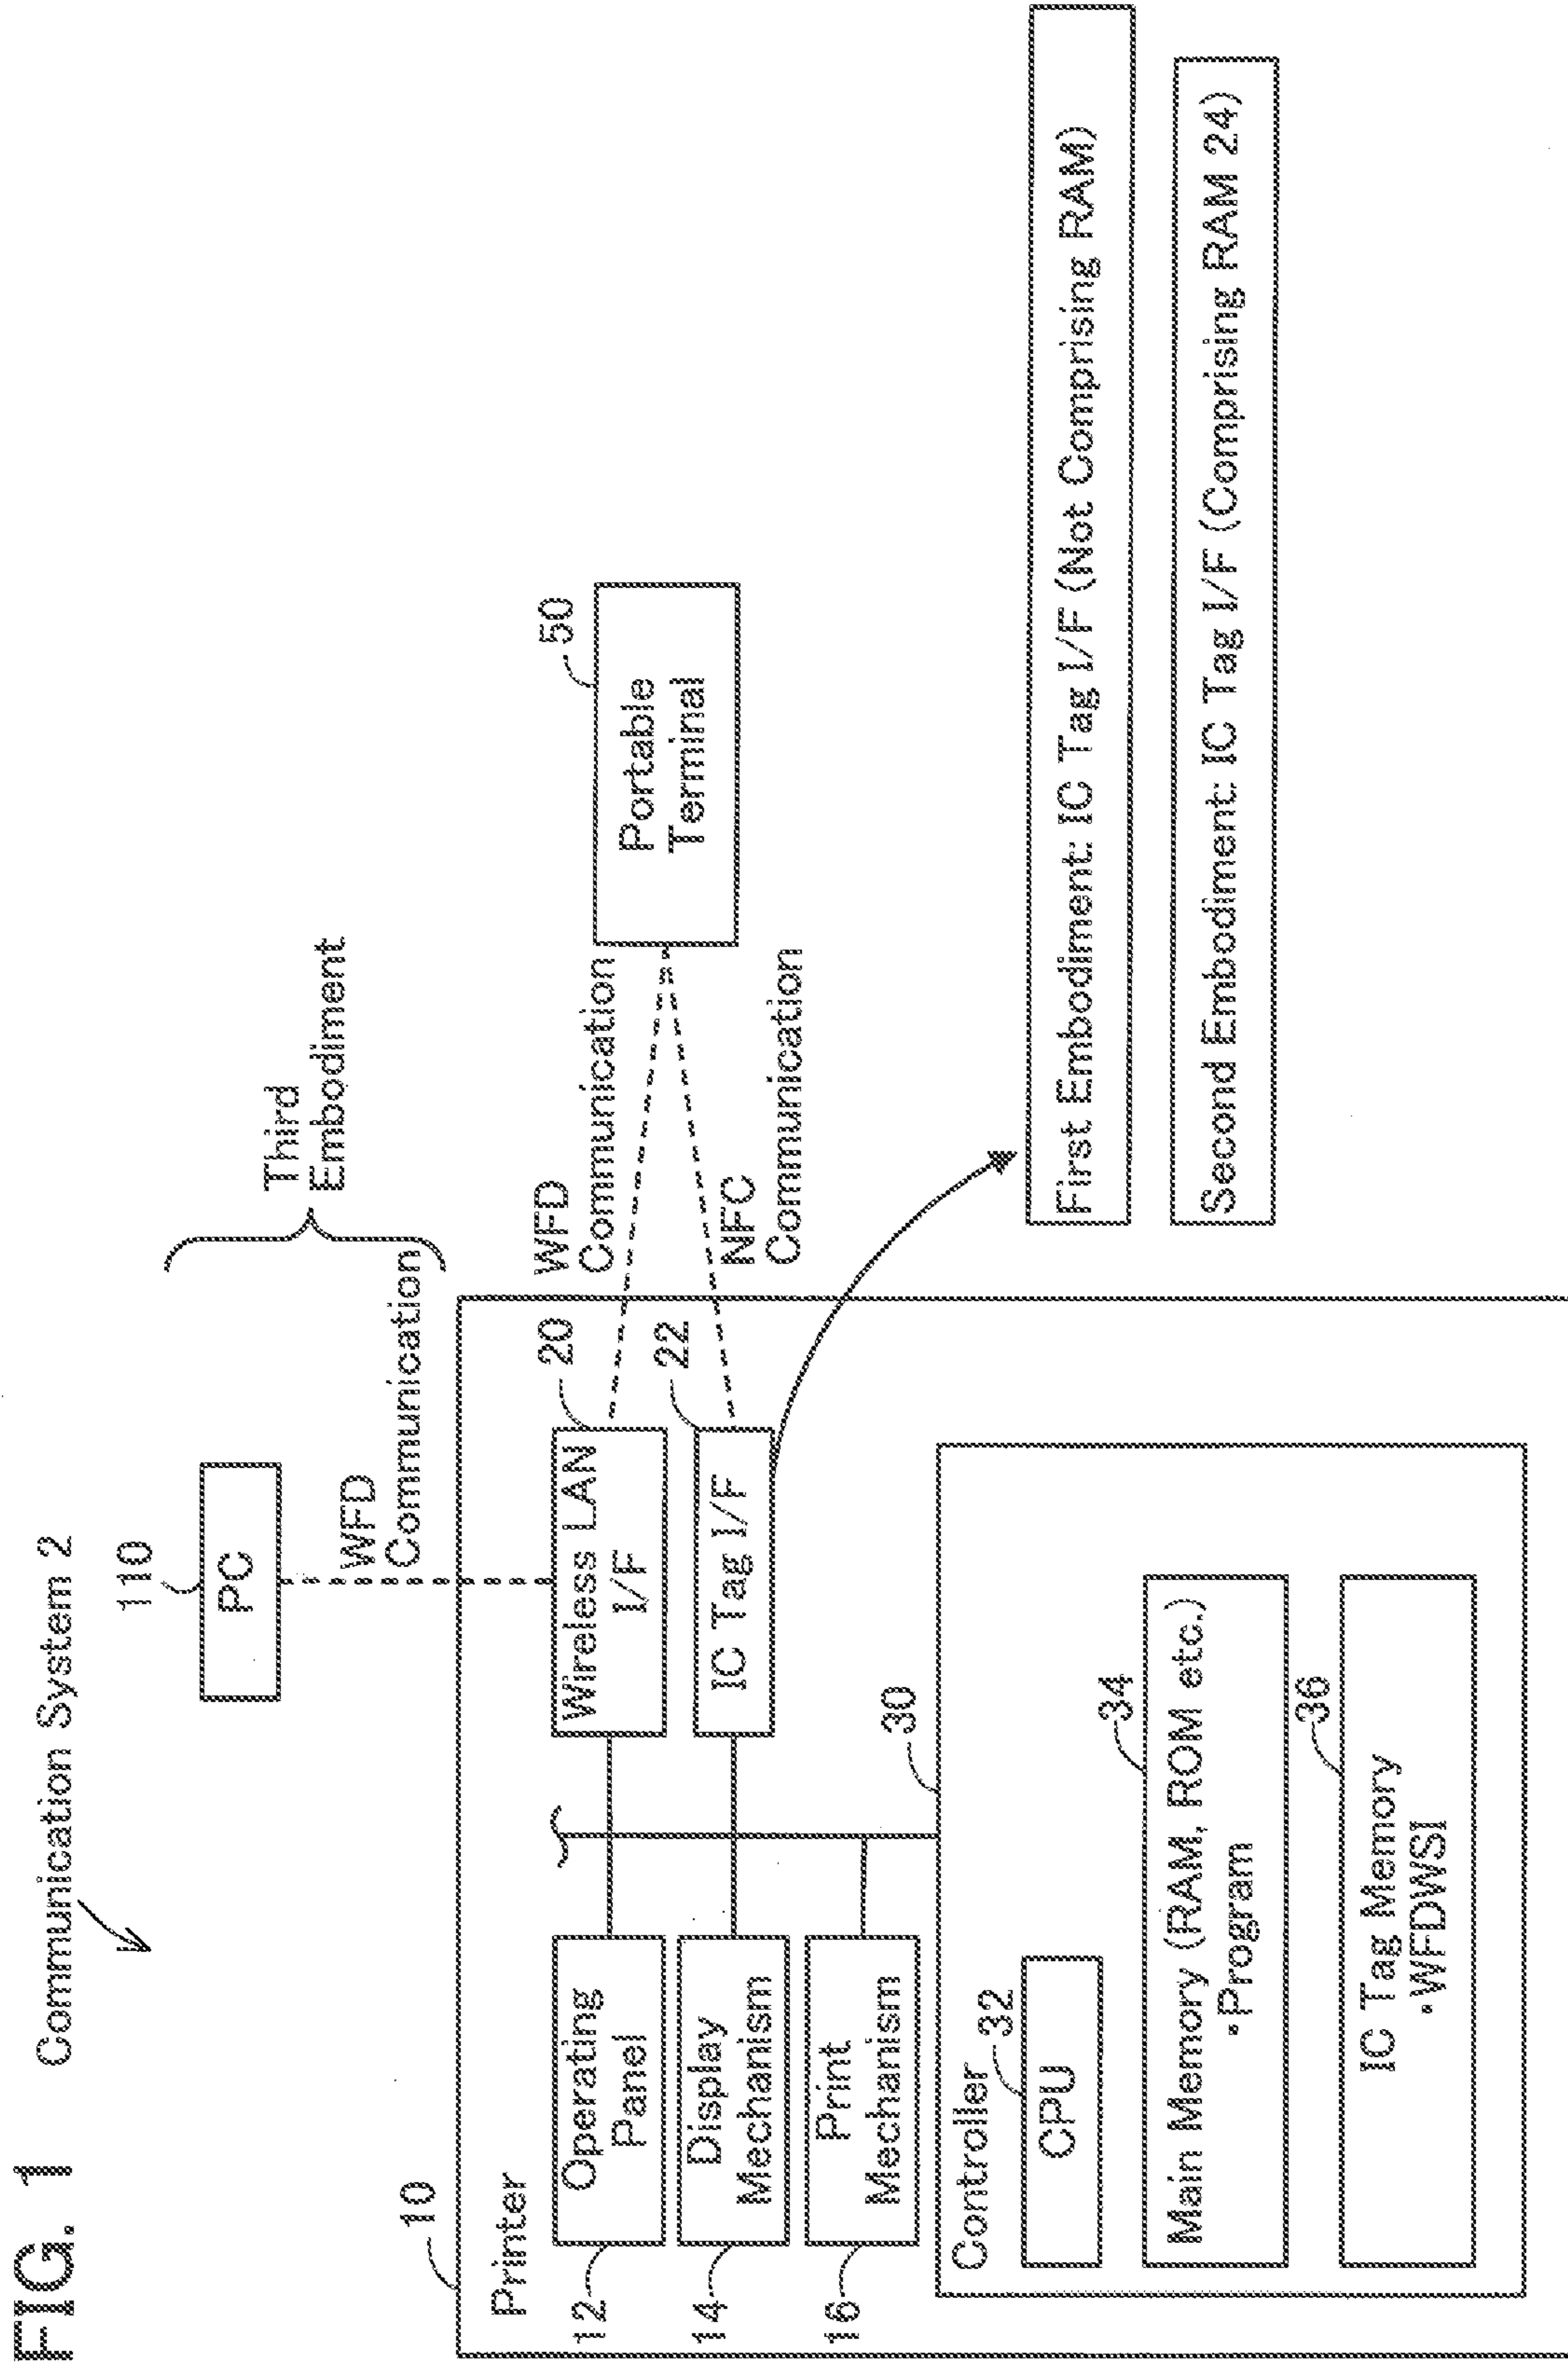 FIG. 1
Communication System 2
110
PC
WFD
Communication
Third
Embodiment
10
Printer
12
Operating
Panel
14
Display
Mechanism
16
Print
Mechanism
20
Wireless LAN
I/F
22
IC Tag I/F
WFD
Communication
NFC
Communication
50
Portable
Terminal
30
Controller
32
CPU
34
Main Memory (RAM, ROM etc.)
・Program
36
IC Tag Memory
・WFDWSI
First Embodiment: IC Tag I/F (Not Comprising RAM)
Second Embodiment: IC Tag I/F (Comprising RAM 24)